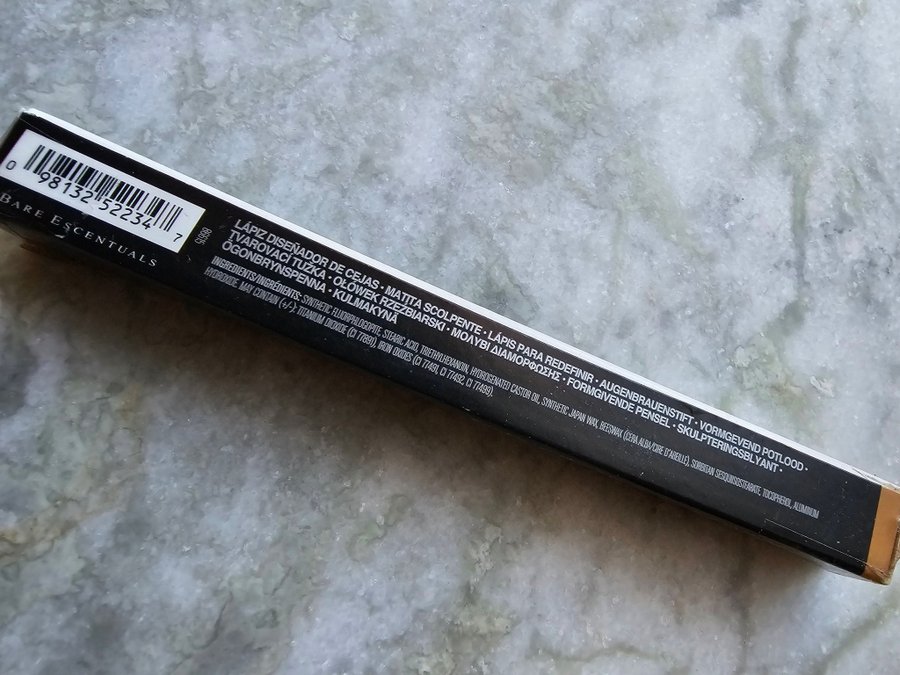 0 98132 52234 7
BARE ESCENTUALS
LÁPIZ DISEÑADOR DE CEJAS • MATITA SCOLPENTE • LÁPIS PARA REDEFINIR • AUGENBRAUENSTIFT • VORMGEVEND POTLOOD •
TVAROVACÍ TUŽKA • OŁÓWEK RZEŹBIARSKI • ΜΟΛΥΒΙ ΔΙΑΜΟΡΦΩΣΗΣ • FORMGIVENDE PENSEL • SKULPTERINGSBLYANT •
ÖGONBRYNSPENNA • KULMAKYNÄ
INGREDIENTS/INGRÉDIENTS: SYNTHETIC FLUORPHLOGOPITE, STEARIC ACID, TRIETHYLHEXANOIN, HYDROGENATED CASTOR OIL, SYNTHETIC JAPAN WAX, BEESWAX (CERA ALBA/CIRE D'ABEILLE), SORBITAN SESQUIISOSTEARATE, TOCOPHEROL, ALUMINUM
HYDROXIDE. MAY CONTAIN (+/-): TITANIUM DIOXIDE (CI 77891), IRON OXIDES (CI 77491, CI 77492, CI 77499).